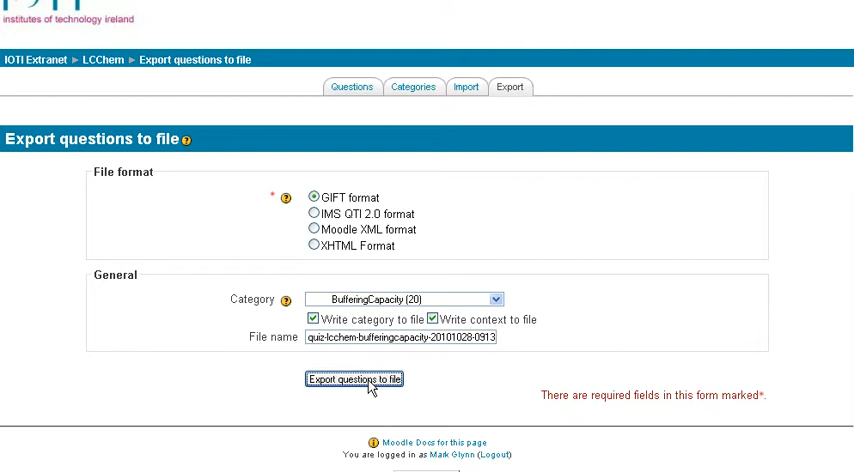 institutes of technology ireland
IOTI Extranet ► LCChem ► Export questions to file
Questions Categories Import Export
Export questions to file
File format
* GIFT format
IMS QTI 2.0 format
Moodle XML format
XHTML Format
General
Category BufferingCapacity (20)
Write category to file Write context to file
File name quiz-lcchem-bufferingcapacity-20101028-0913
Export questions to file
There are required fields in this form marked*.
Moodle Docs for this page
You are logged in as Mark Glynn (Logout)